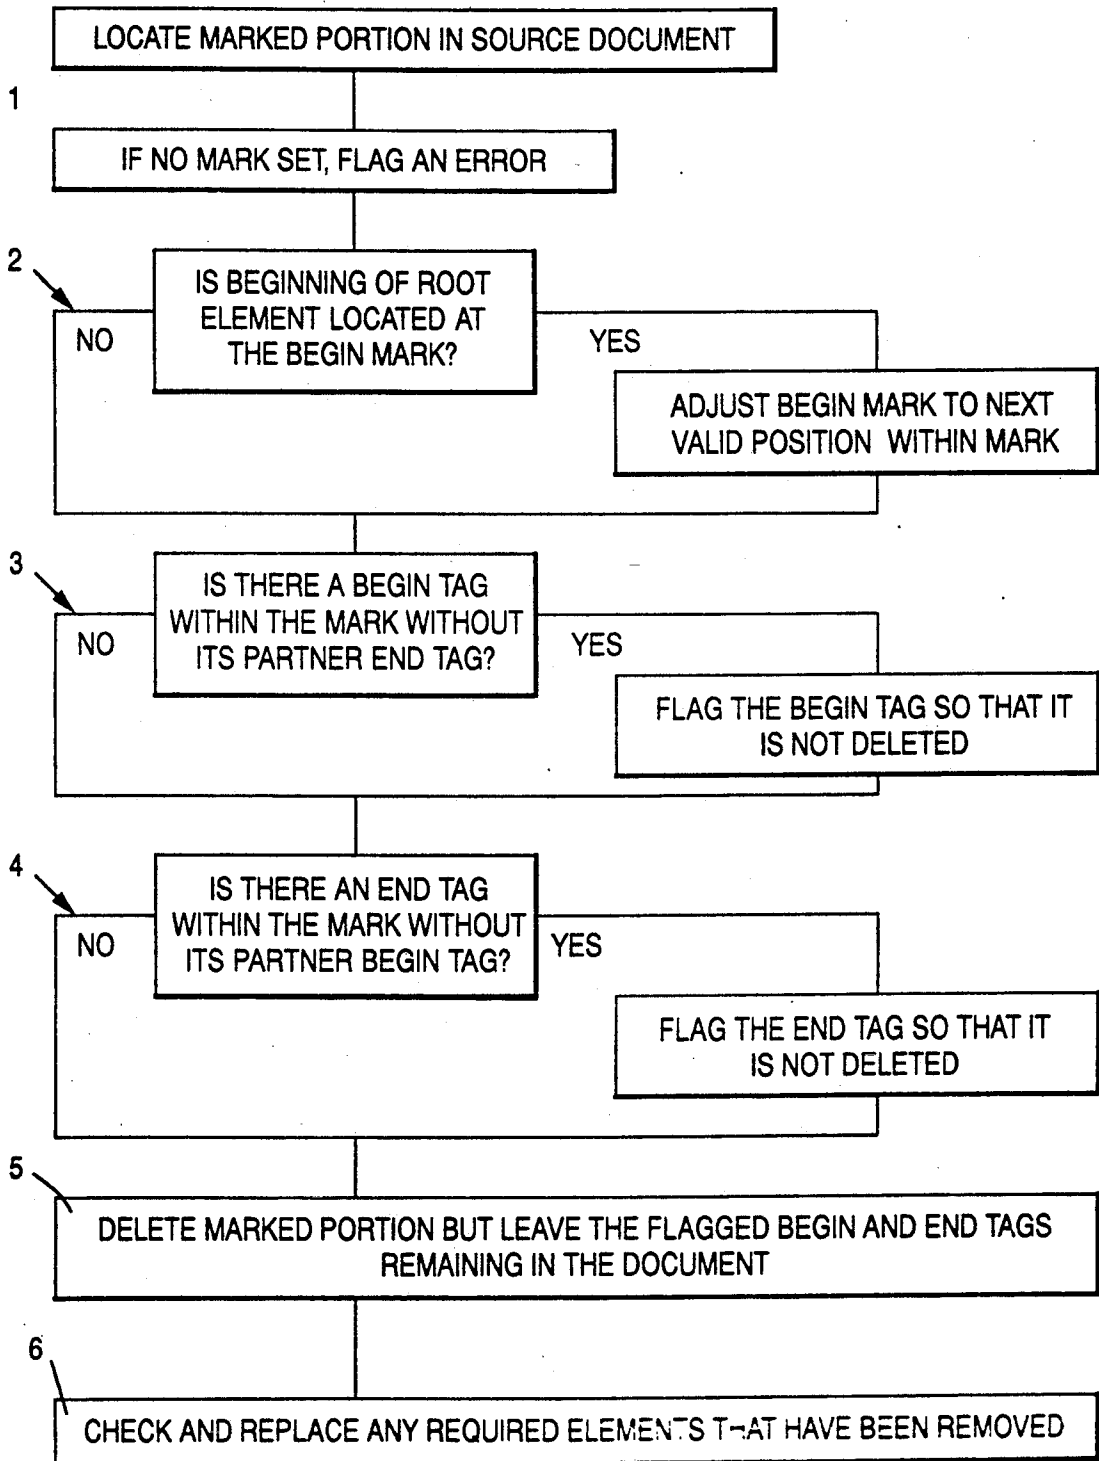 LOCATE MARKED PORTION IN SOURCE DOCUMENT
1
IF NO MARK SET, FLAG AN ERROR
2
IS BEGINNING OF ROOT
ELEMENT LOCATED AT
THE BEGIN MARK?
NO
YES
ADJUST BEGIN MARK TO NEXT
VALID POSITION WITHIN MARK
3
IS THERE A BEGIN TAG
WITHIN THE MARK WITHOUT
ITS PARTNER END TAG?
NO
YES
FLAG THE BEGIN TAG SO THAT IT
IS NOT DELETED
4
IS THERE AN END TAG
WITHIN THE MARK WITHOUT
ITS PARTNER BEGIN TAG?
NO
YES
FLAG THE END TAG SO THAT IT
IS NOT DELETED
5
DELETE MARKED PORTION BUT LEAVE THE FLAGGED BEGIN AND END TAGS
REMAINING IN THE DOCUMENT
6
CHECK AND REPLACE ANY REQUIRED ELEMENTS THAT HAVE BEEN REMOVED